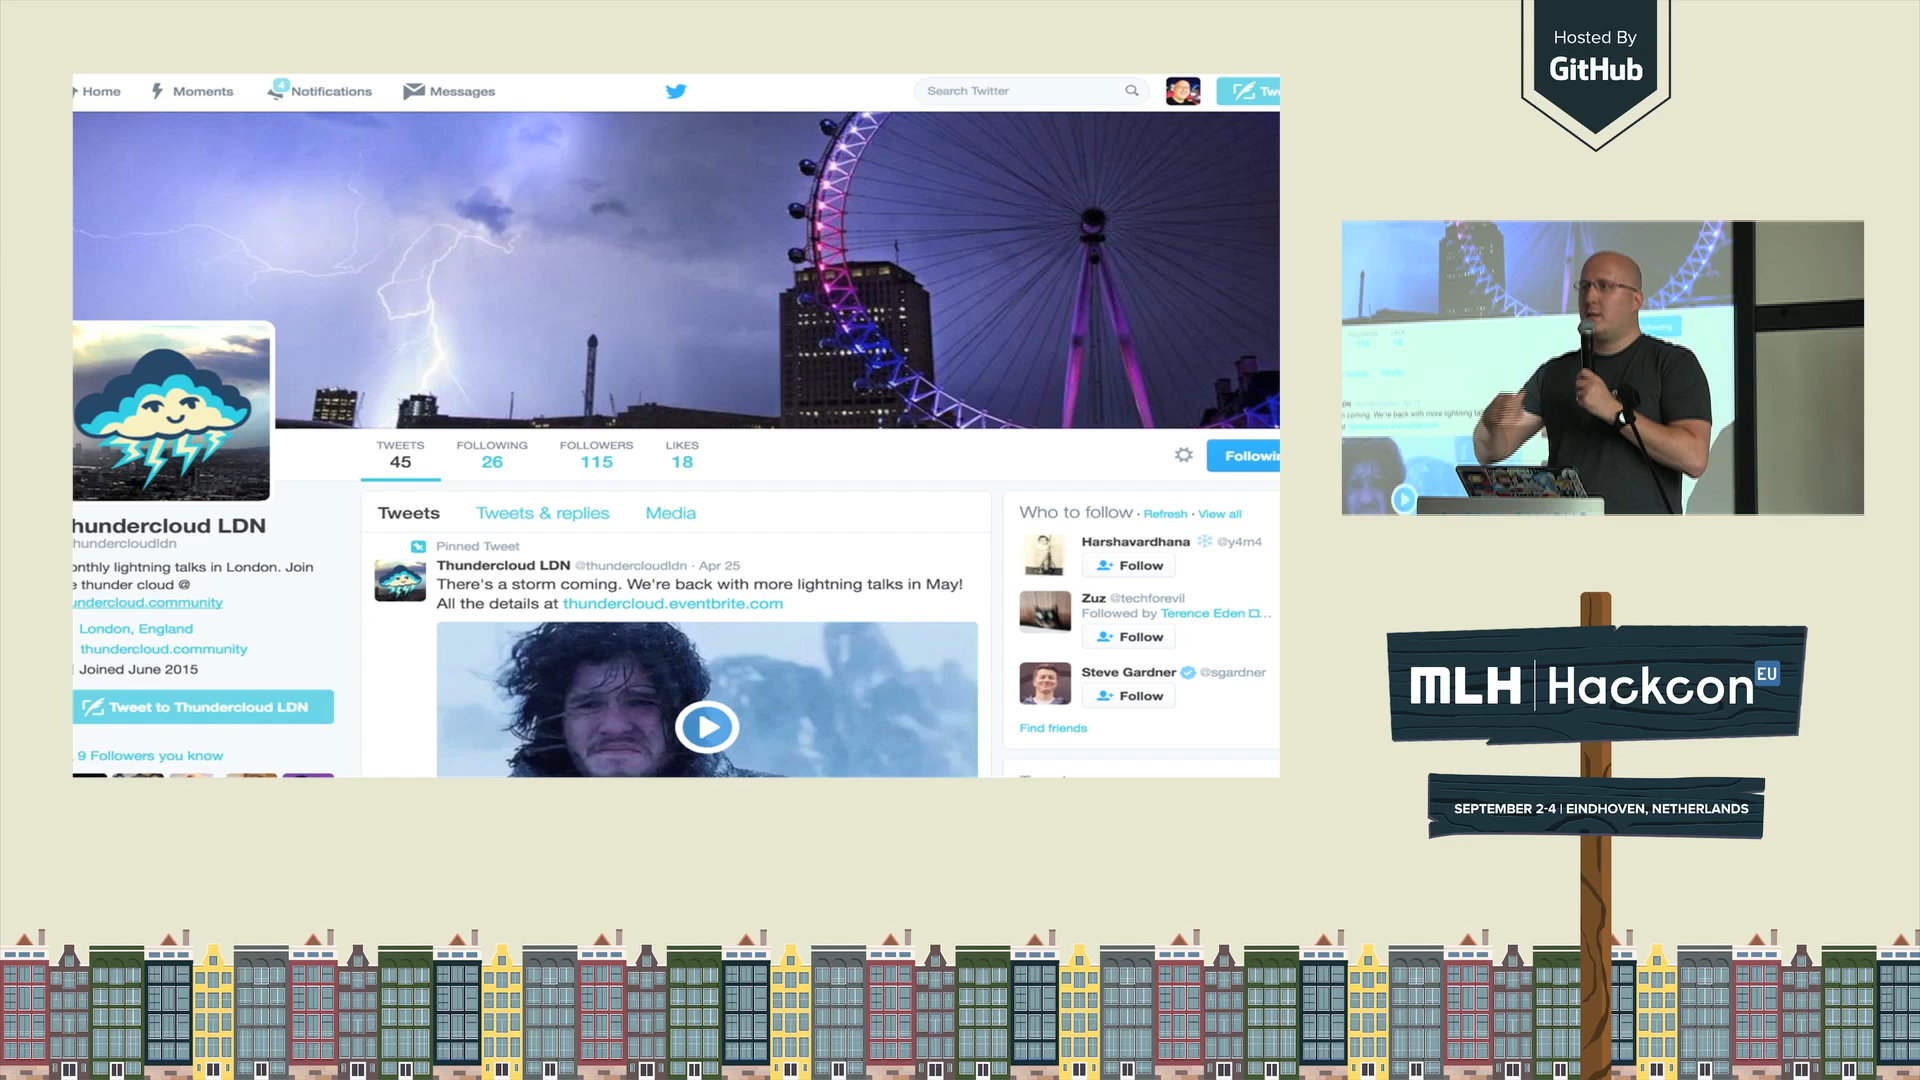 Hosted By
GitHub
Home
Moments
4
Notifications
Messages
Search Twitter
Tw
TWEETS
45
FOLLOWING
26
FOLLOWERS
115
LIKES
18
Followin
hundercloud LDN
hundercloudldn
onthly lightning talks in London. Join
e thunder cloud @
undercloud.community
London, England
thundercloud.community
Joined June 2015
Tweet to Thundercloud LDN
9 Followers you know
Tweets
Tweets & replies
Media
Pinned Tweet
Thundercloud LDN @thundercloudldn · Apr 25
There's a storm coming. We're back with more lightning talks in May!
All the details at thundercloud.eventbrite.com
Who to follow · Refresh · View all
Harshavardhana @y4m4
Follow
Zuz @techforevil
Followed by Terence Eden ...
Follow
Steve Gardner @sgardner
Follow
Find friends
MLH | Hackcon EU
SEPTEMBER 2-4 | EINDHOVEN, NETHERLANDS